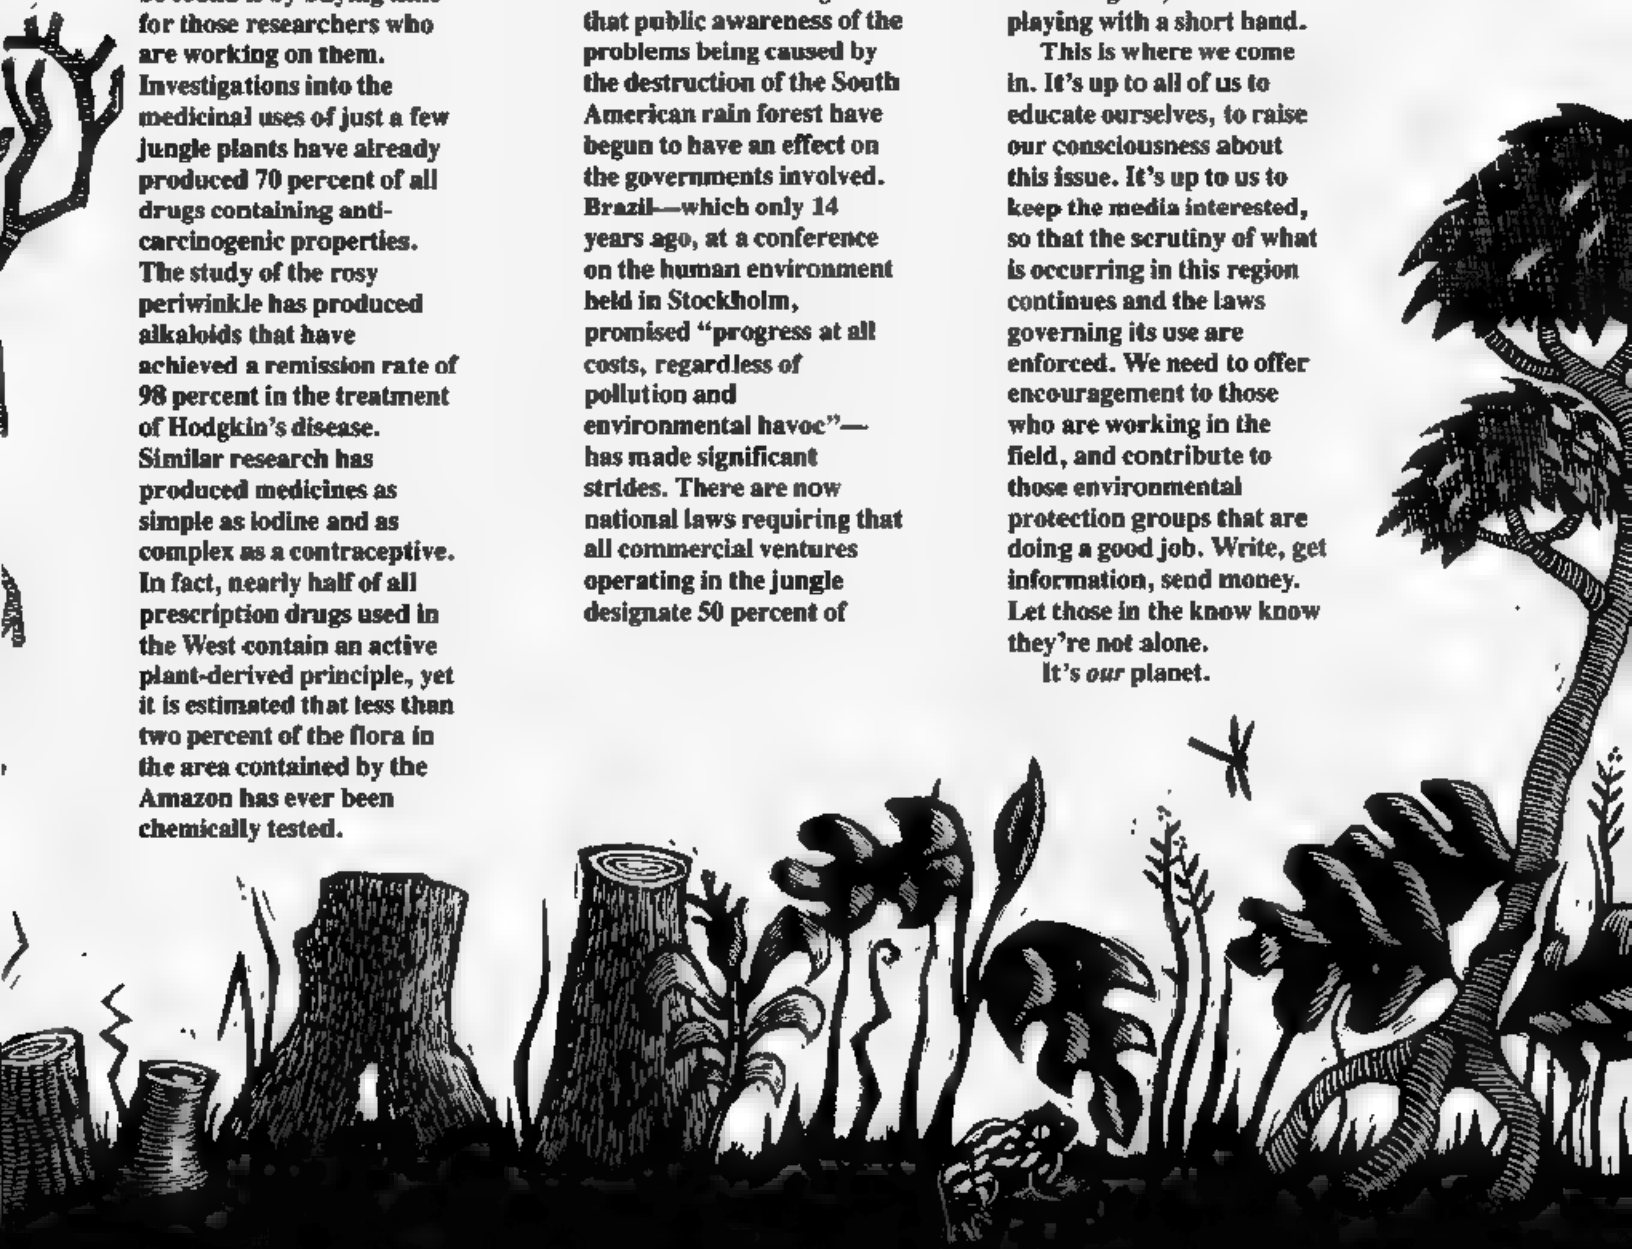 for those researchers who
are working on them.
Investigations into the
medicinal uses of just a few
jungle plants have already
produced 70 percent of all
drugs containing anti-
carcinogenic properties.
The study of the rosy
periwinkle has produced
alkaloids that have
achieved a remission rate of
98 percent in the treatment
of Hodgkin's disease.
Similar research has
produced medicines as
simple as iodine and as
complex as a contraceptive.
In fact, nearly half of all
prescription drugs used in
the West contain an active
plant-derived principle, yet
it is estimated that less than
two percent of the flora in
the area contained by the
Amazon has ever been
chemically tested.
that public awareness of the
problems being caused by
the destruction of the South
American rain forest have
begun to have an effect on
the governments involved.
Brazil—which only 14
years ago, at a conference
on the human environment
held in Stockholm,
promised “progress at all
costs, regardless of
pollution and
environmental havoc”—
has made significant
strides. There are now
national laws requiring that
all commercial ventures
operating in the jungle
designate 50 percent of
playing with a short hand.
This is where we come
in. It's up to all of us to
educate ourselves, to raise
our consciousness about
this issue. It's up to us to
keep the media interested,
so that the scrutiny of what
is occurring in this region
continues and the laws
governing its use are
enforced. We need to offer
encouragement to those
who are working in the
field, and contribute to
those environmental
protection groups that are
doing a good job. Write, get
information, send money.
Let those in the know know
they're not alone.
It's our planet.